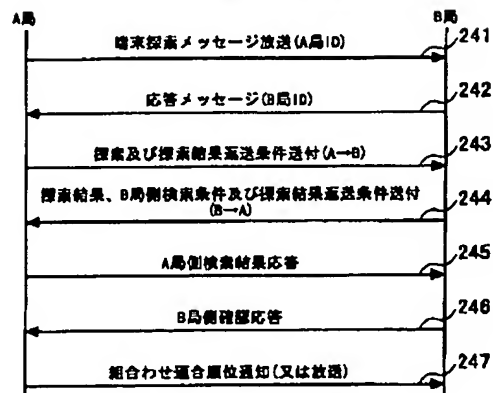 A局
B局
端末探索メッセージ放送(A局ID)
241
応答メッセージ(B局ID)
242
探索及び探索結果返送条件送付(A→B)
243
探索結果、B局側検索条件及び探索結果返送条件送付
(B→A)
244
A局側検索結果応答
245
B局側確認応答
246
組合わせ適合順位通知(又は放送)
247